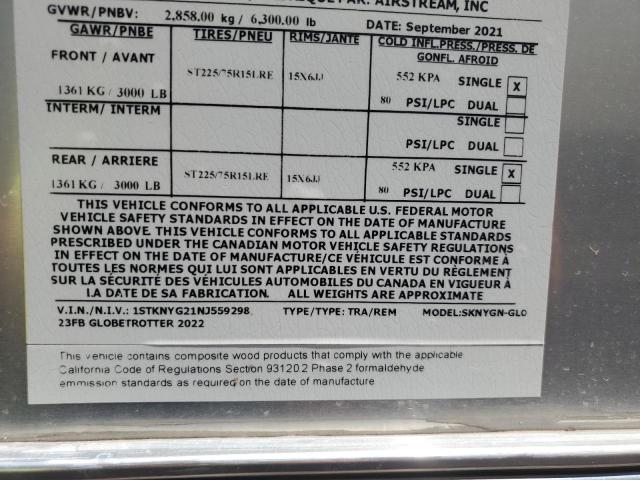 PAR: AIRSTREAM, INC
GVWR/PNBV: 2,858.00 kg / 6,300.00 lb DATE: September 2021
GAWR/PNBE TIRES/PNEU RIMS/JANTE COLD INFL.PRESS./PRESS. DE
GONFL. AFROID
FRONT / AVANT ST225/75R15LRE 15X6JJ 552 KPA SINGLE X
1361 KG / 3000 LB 80 PSI/LPC DUAL
INTERM/ INTERM SINGLE
PSI/LPC DUAL
REAR / ARRIERE ST225/75R15LRE 15X6JJ 552 KPA SINGLE X
1361 KG / 3000 LB 80 PSI/LPC DUAL
THIS VEHICLE CONFORMS TO ALL APPLICABLE U.S. FEDERAL MOTOR
VEHICLE SAFETY STANDARDS IN EFFECT ON THE DATE OF MANUFACTURE
SHOWN ABOVE. THIS VEHICLE CONFORMS TO ALL APPLICABLE STANDARDS
PRESCRIBED UNDER THE CANADIAN MOTOR VEHICLE SAFETY REGULATIONS
IN EFFECT ON THE DATE OF MANUFACTURE/CE VÉHICULE EST CONFORME À
TOUTES LES NORMES QUI LUI SONT APPLICABLES EN VERTU DU RÈGLEMENT
SUR LA SÉCURITÉ DES VÉHICULES AUTOMOBILES DU CANADA EN VIGUEUR À
LA DATE DE SA FABRICATION. ALL WEIGHTS ARE APPROXIMATE
V.I.N./N.I.V.: 1STKNYG21NJ559298 TYPE/TYPE: TRA/REM MODEL:SKNYGN-GLO
23FB GLOBETROTTER 2022
This vehicle contains composite wood products that comply with the applicable
California Code of Regulations Section 93120.2 Phase 2 formaldehyde
emmission standards as required on the date of manufacture